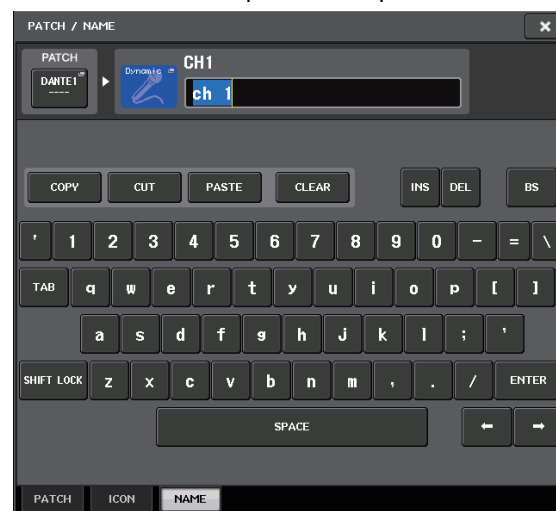 PATCH / NAME
PATCH
DANTE1
----
Dynamic
CH1
ch 1
COPY CUT PASTE CLEAR INS DEL BS
' 1 2 3 4 5 6 7 8 9 0 - = \
TAB q w e r t y u i o p [ ]
a s d f g h j k l ; '
SHIFT LOCK z x c v b n m , . / ENTER
SPACE ← →
PATCH ICON NAME